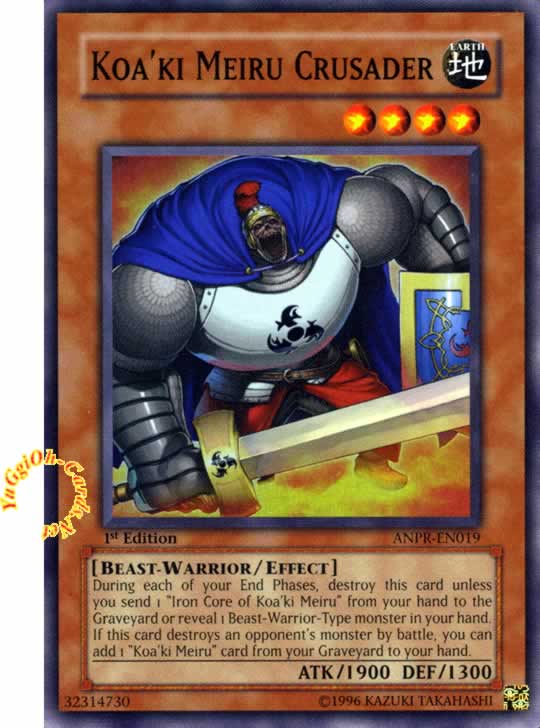 KOA'KI MEIRU CRUSADER
EARTH
地
YuGgiOh-Cards.Net
1st Edition
ANPR-EN019
[BEAST-WARRIOR/EFFECT]
During each of your End Phases, destroy this card unless
you send 1 "Iron Core of Koa'ki Meiru" from your hand to the
Graveyard or reveal 1 Beast-Warrior-Type monster in your hand.
If this card destroys an opponent's monster by battle, you can
add 1 "Koa'ki Meiru" card from your Graveyard to your hand.
ATK/1900 DEF/1300
32314730
©1996 KAZUKI TAKAHASHI